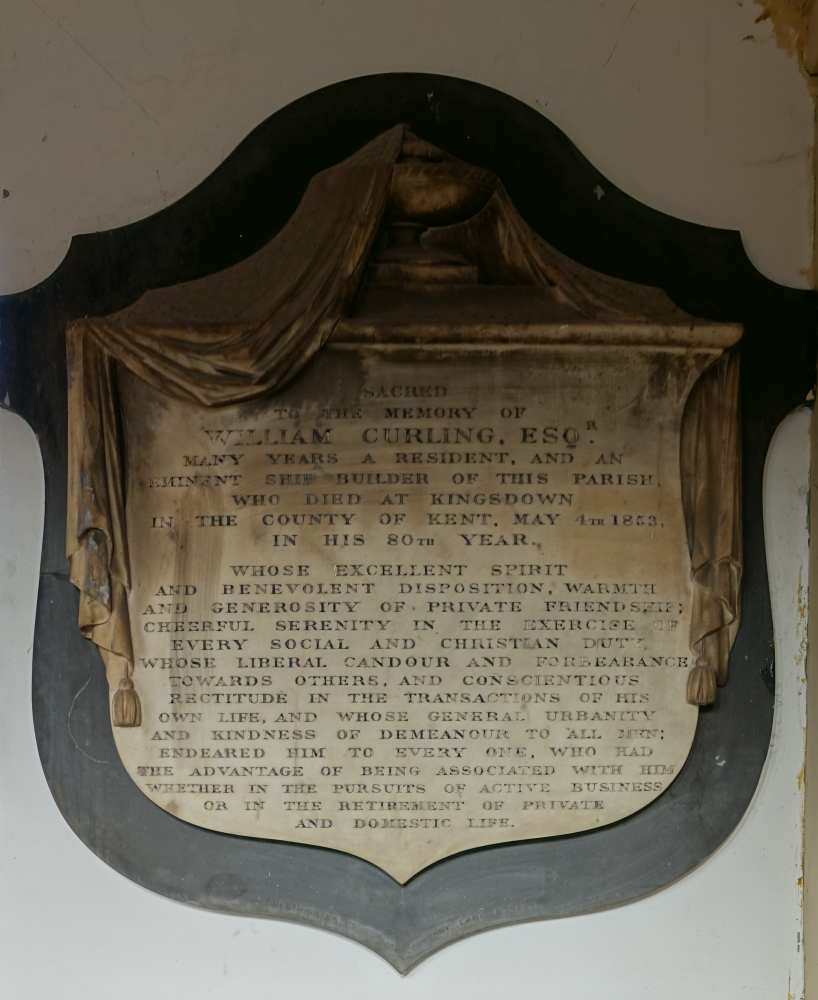 SACRED
TO THE MEMORY OF
WILLIAM CURLING, ESQR.
MANY YEARS A RESIDENT, AND AN
EMINENT SHIP BUILDER OF THIS PARISH,
WHO DIED AT KINGSDOWN
IN THE COUNTY OF KENT, MAY 4TH 1853,
IN HIS 80TH YEAR.
WHOSE EXCELLENT SPIRIT
AND BENEVOLENT DISPOSITION, WARMTH
AND GENEROSITY OF PRIVATE FRIENDSHIP;
CHEERFUL SERENITY IN THE EXERCISE OF
EVERY SOCIAL AND CHRISTIAN DUTY,
WHOSE LIBERAL CANDOUR AND FORBEARANCE
TOWARDS OTHERS, AND CONSCIENTIOUS
RECTITUDE IN THE TRANSACTIONS OF HIS
OWN LIFE, AND WHOSE GENERAL URBANITY
AND KINDNESS OF DEMEANOUR TO ALL MEN;
ENDEARED HIM TO EVERY ONE, WHO HAD
THE ADVANTAGE OF BEING ASSOCIATED WITH HIM
WHETHER IN THE PURSUITS OF ACTIVE BUSINESS
OR IN THE RETIREMENT OF PRIVATE
AND DOMESTIC LIFE.